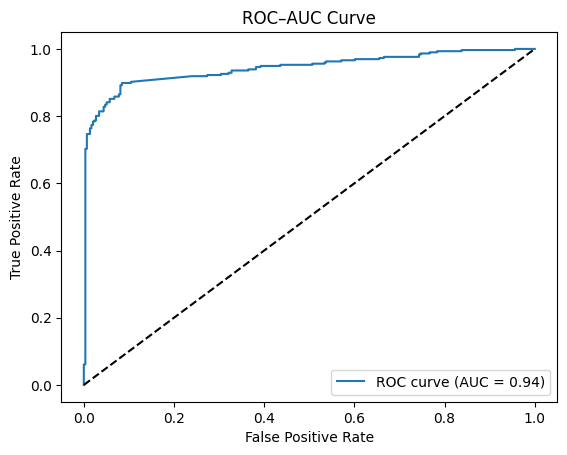 ROC–AUC Curve
True Positive Rate
1.0
0.8
0.6
0.4
0.2
0.0
ROC curve (AUC = 0.94)
0.0 0.2 0.4 0.6 0.8 1.0
False Positive Rate